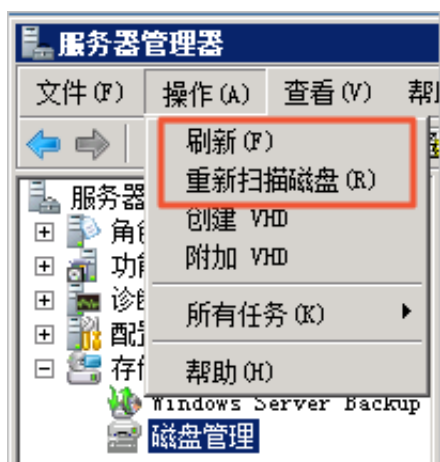 服务器管理器
文件(F) 操作(A) 查看(V) 帮
刷新(F)
重新扫描磁盘(R)
创建 VHD
附加 VHD
所有任务(K)
帮助(H)
服务器
角
功
诊
配
存
Windows Server Backup
磁盘管理